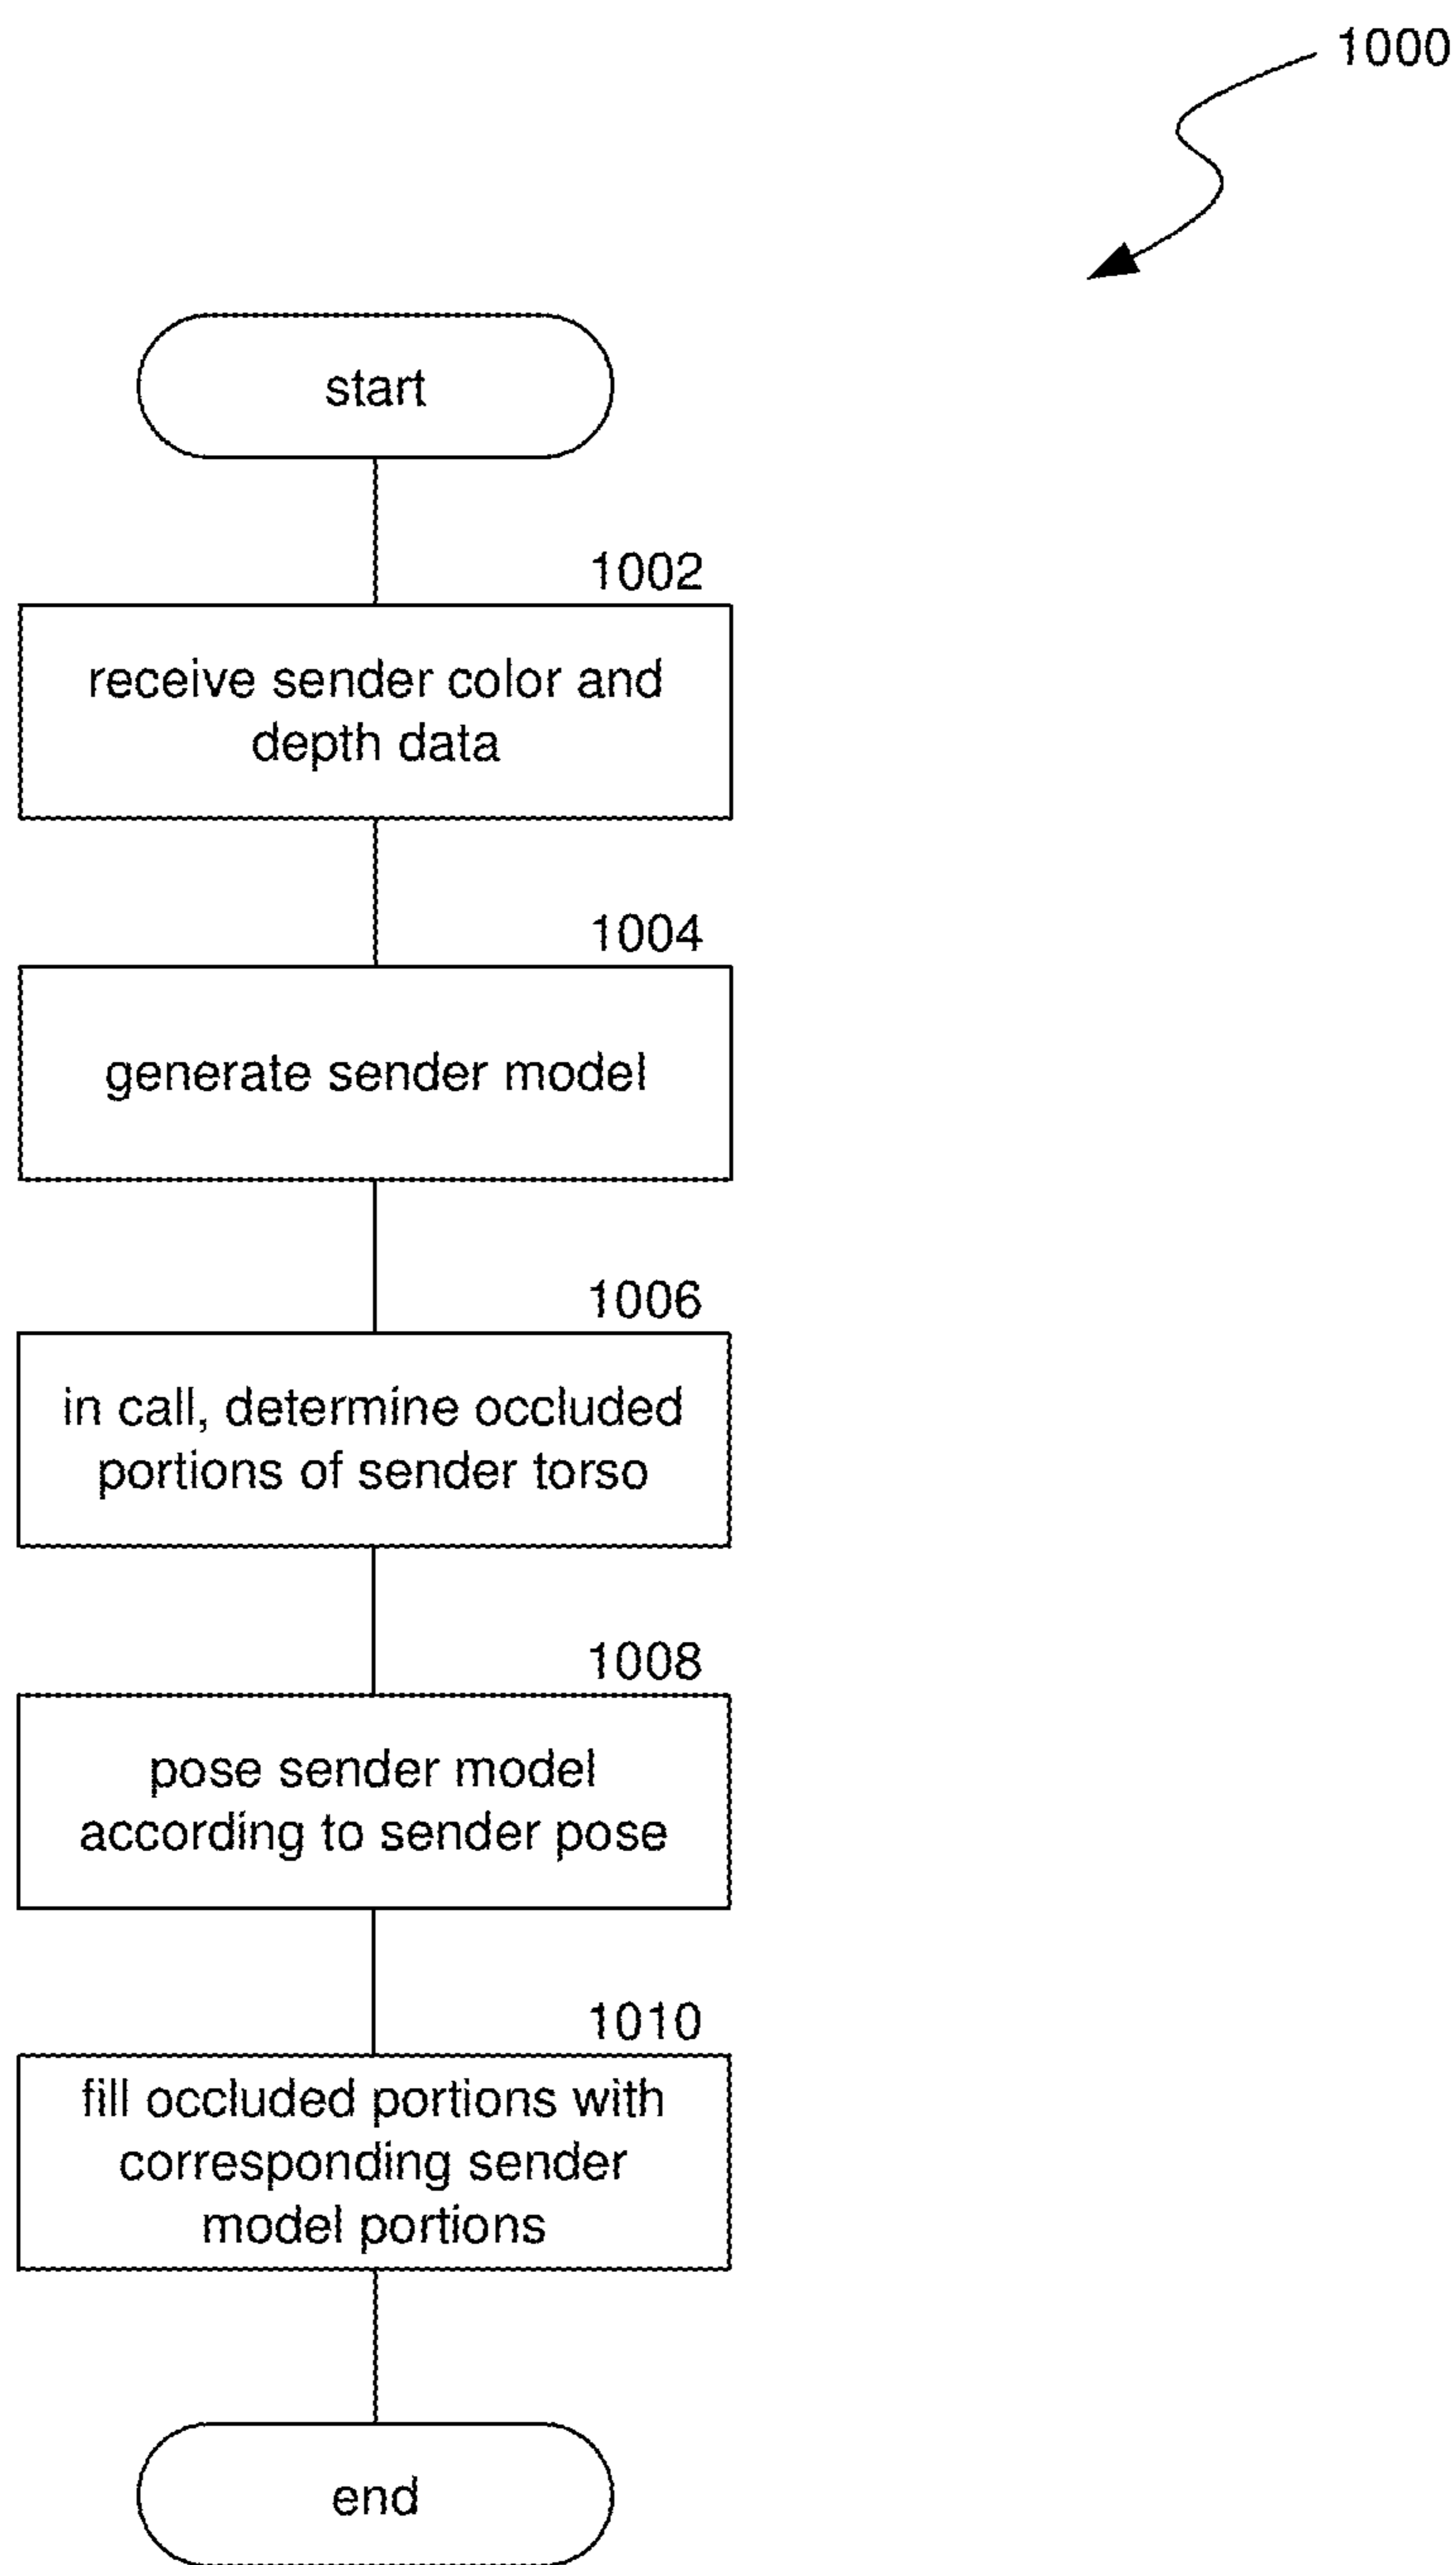 1000
start
1002
receive sender color and
depth data
1004
generate sender model
1006
in call, determine occluded
portions of sender torso
1008
pose sender model
according to sender pose
1010
fill occluded portions with
corresponding sender
model portions
end